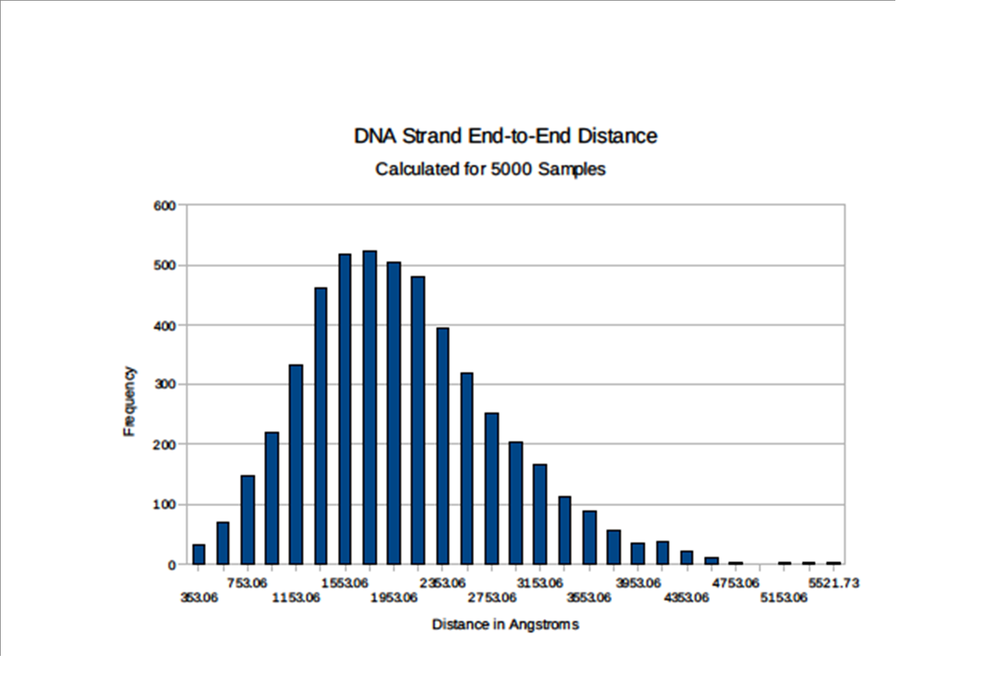 DNA Strand End-to-End Distance
Calculated for 5000 Samples
600
500
400
300
200
100
0
Frequency
753.06 1553.06 2353.06 3153.06 3953.06 4753.06 5521.73
353.06 1153.06 1953.06 2753.06 3553.06 4353.06 5153.06
Distance in Angstroms